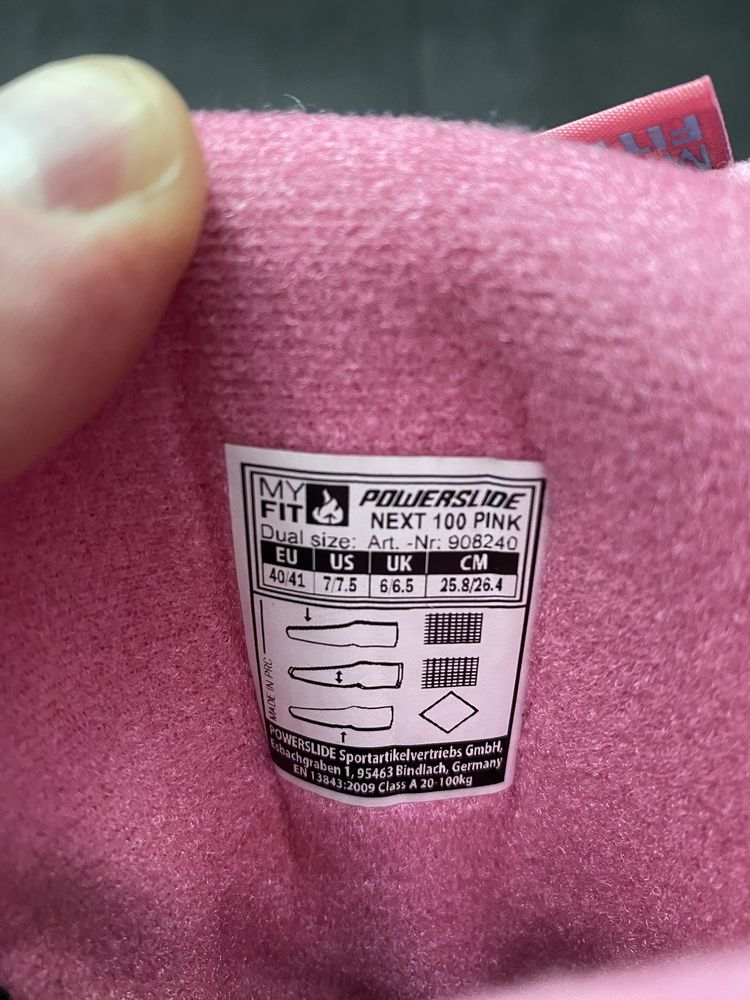 MY
FIT
POWERSLIDE
NEXT 100 PINK
Dual size: Art. -Nr: 908240
EU US UK CM
40/41 7/7.5 6/6.5 25.8/26.4
MADE IN PRC
POWERSLIDE Sportartikelvertriebs GmbH,
Esbachgraben 1, 95463 Bindlach, Germany
EN 13843:2009 Class A 20-100kg